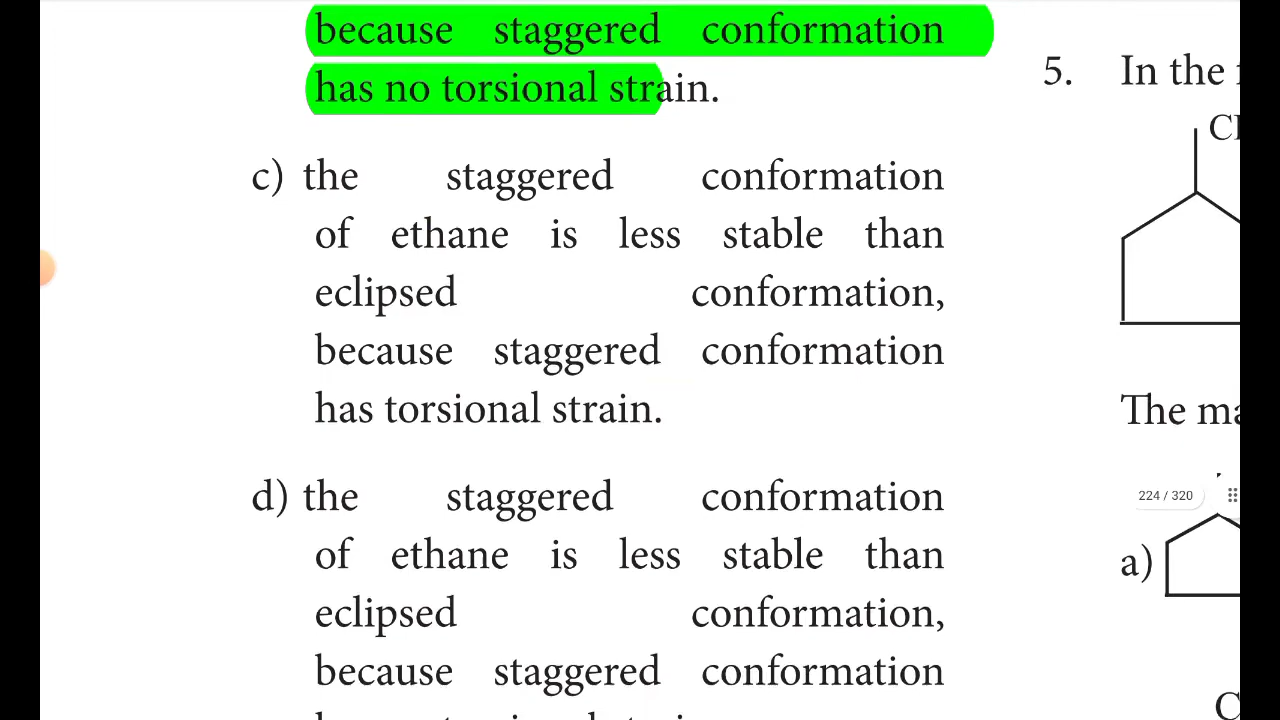 because staggered conformation
has no torsional strain.
c) the staggered conformation
of ethane is less stable than
eclipsed conformation,
because staggered conformation
has torsional strain.
d) the staggered conformation
of ethane is less stable than
eclipsed conformation,
because staggered conformation
5. In the
The
224 / 320
a)